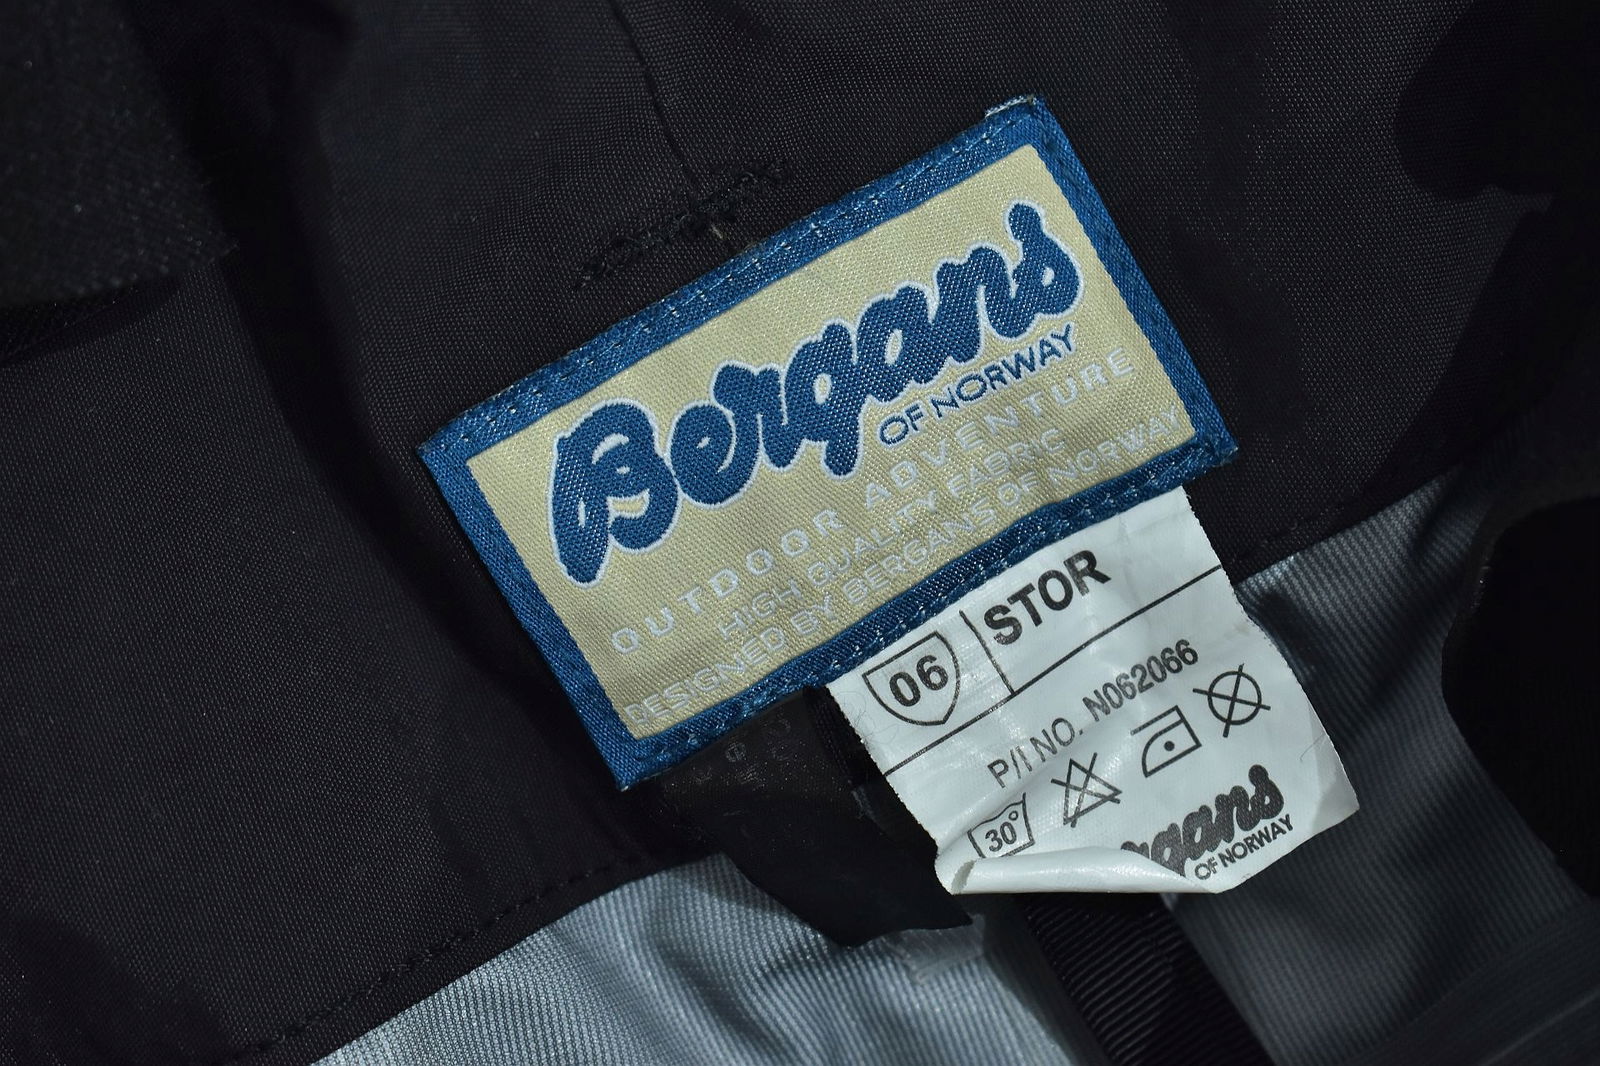 Bergans
OF NORWAY
OUTDOOR ADVENTURE
HIGH QUALITY FABRIC
DESIGNED BY BERGANS OF NORWAY
06
STOR
P/I NO. N062066
30°
OF NORWAY